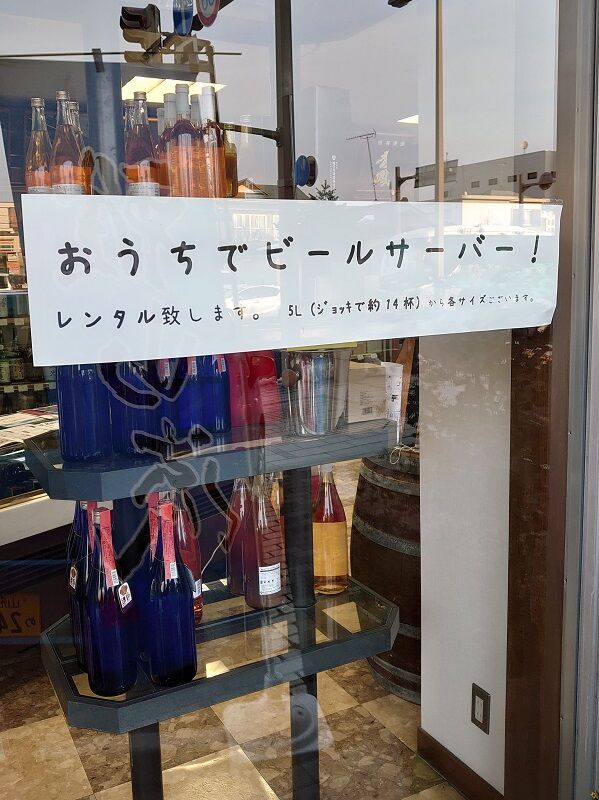 おうちでビールサーバー！
レンタル致します。 5L(ジョッキで約14杯)から各サイズございます。